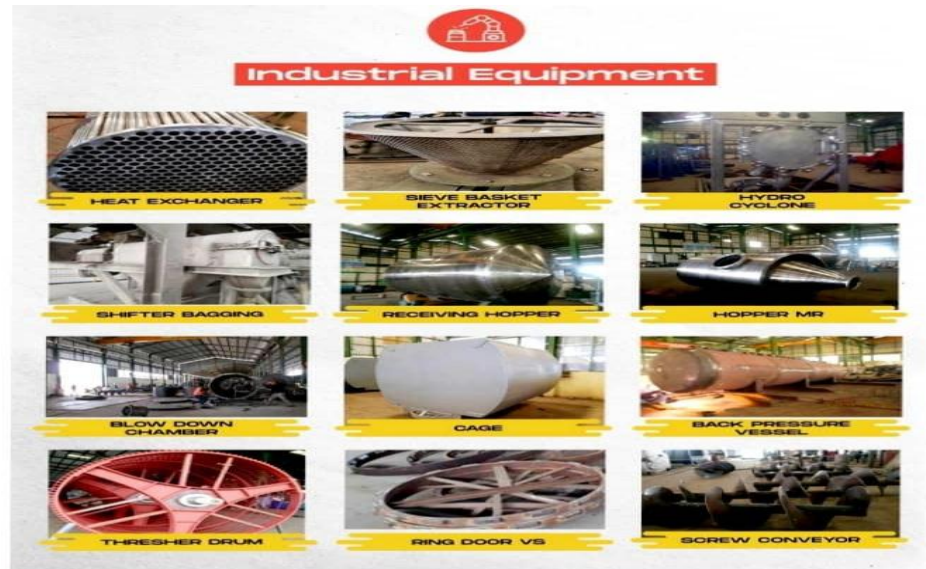 Industrial Equipment
HEAT EXCHANGER
SIEVE BASKET
EXTRACTOR
HYDRO
CYCLONE
SHIFTER BAGGING
RECEIVING HOPPER
HOPPER MR
BLOW DOWN
CHAMBER
CAGE
BACK PRESSURE
VESSEL
THRESHER DRUM
RING DOOR VS
SCREW CONVEYOR